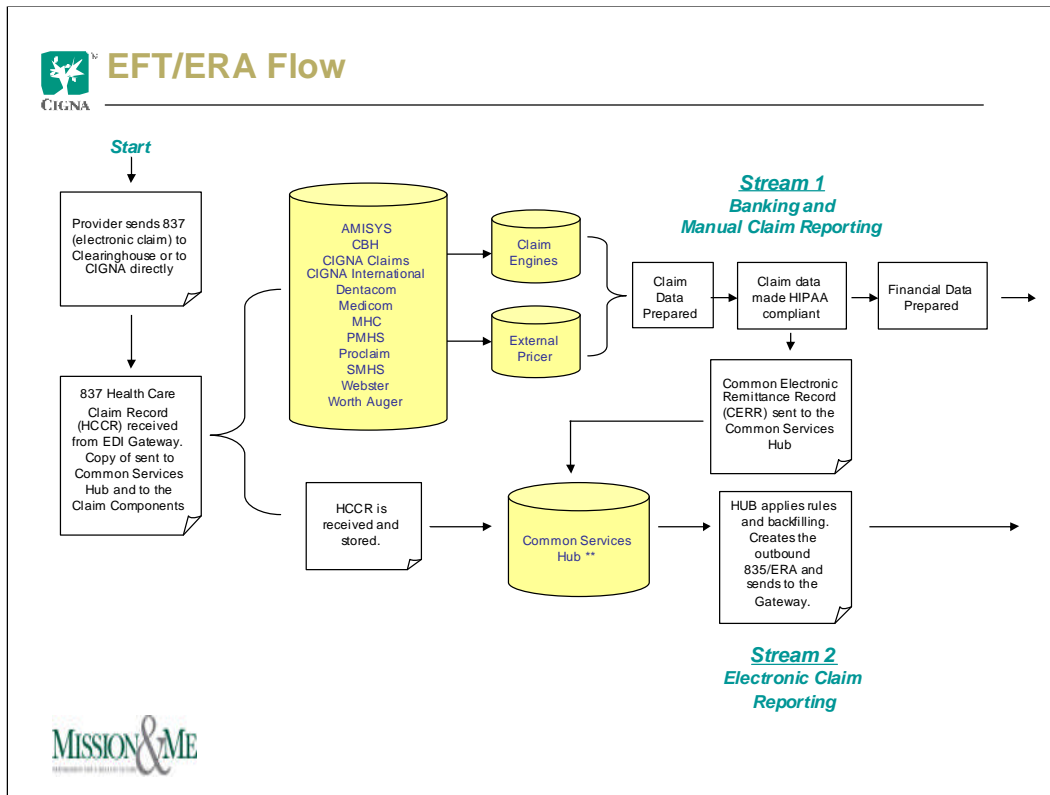 EFT/ERA Flow
CIGNA
Start
Provider sends 837
(electronic claim) to
Clearinghouse or to
CIGNA directly
837 Health Care
Claim Record
(HCCR) received
from EDI Gateway.
Copy of sent to
Common Services
Hub and to the
Claim Components
AMISYS
CBH
CIGNA Claims
CIGNA International
Dentacom
Medicom
MHC
PMHS
Proclaim
SMHS
Webster
Worth Auger
Claim
Engines
External
Pricer
Stream 1
Banking and
Manual Claim Reporting
Claim
Data
Prepared
Claim data
made HIPAA
compliant
Financial Data
Prepared
Common Electronic
Remittance Record
(CERR) sent to the
Common Services
Hub
HCCR is
received and
stored.
Common Services
Hub **
HUB applies rules
and backfilling.
Creates the
outbound
835/ERA and
sends to the
Gateway.
Stream 2
Electronic Claim
Reporting
MISSION&ME